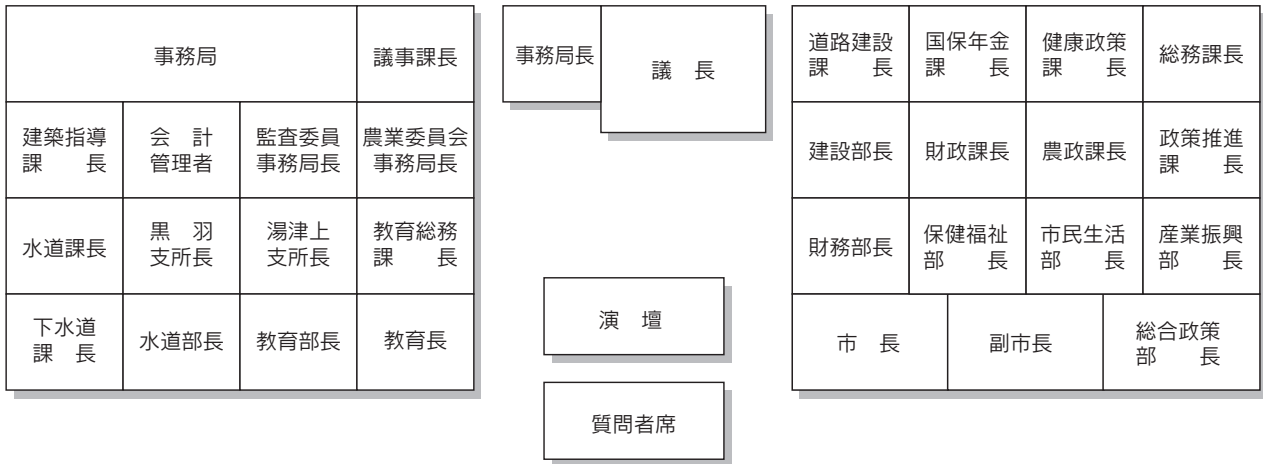 事務局
議事課長
建築指導
課　　長
会　計
管理者
監査委員
事務局長
農業委員会
事務局長
水道課長
黒　羽
支所長
湯津上
支所長
教育総務
課　　長
下水道
課　長
水道部長
教育部長
教育長
事務局長
議　長
演　壇
質問者席
道路建設
課　　長
国保年金
課　　長
健康政策
課　　長
総務課長
建設部長
財政課長
農政課長
政策推進
課　　長
財務部長
保健福祉
部　　長
市民生活
部　　長
産業振興
部　　長
市　長
副市長
総合政策
部　　長